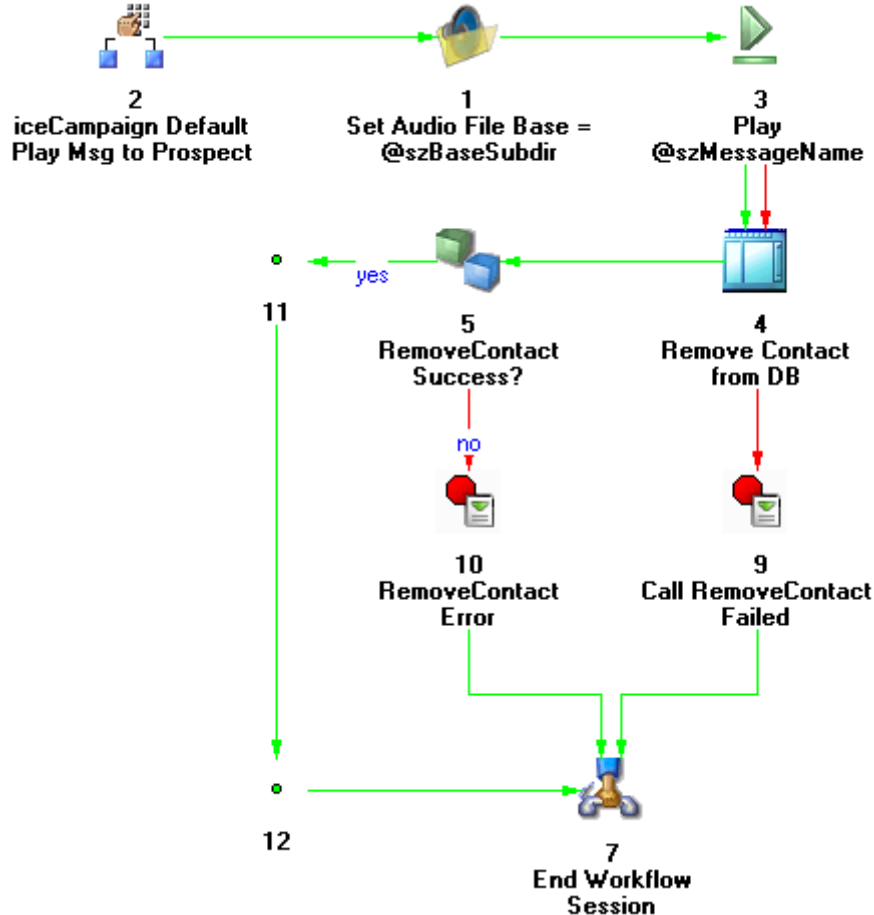 2
iceCampaign Default
Play Msg to Prospect
1
Set Audio File Base =
@szBaseSubdir
3
Play
@szMessageName
yes
11
5
RemoveContact
Success?
4
Remove Contact
from DB
no
10
RemoveContact
Error
9
Call RemoveContact
Failed
12
7
End Workflow
Session